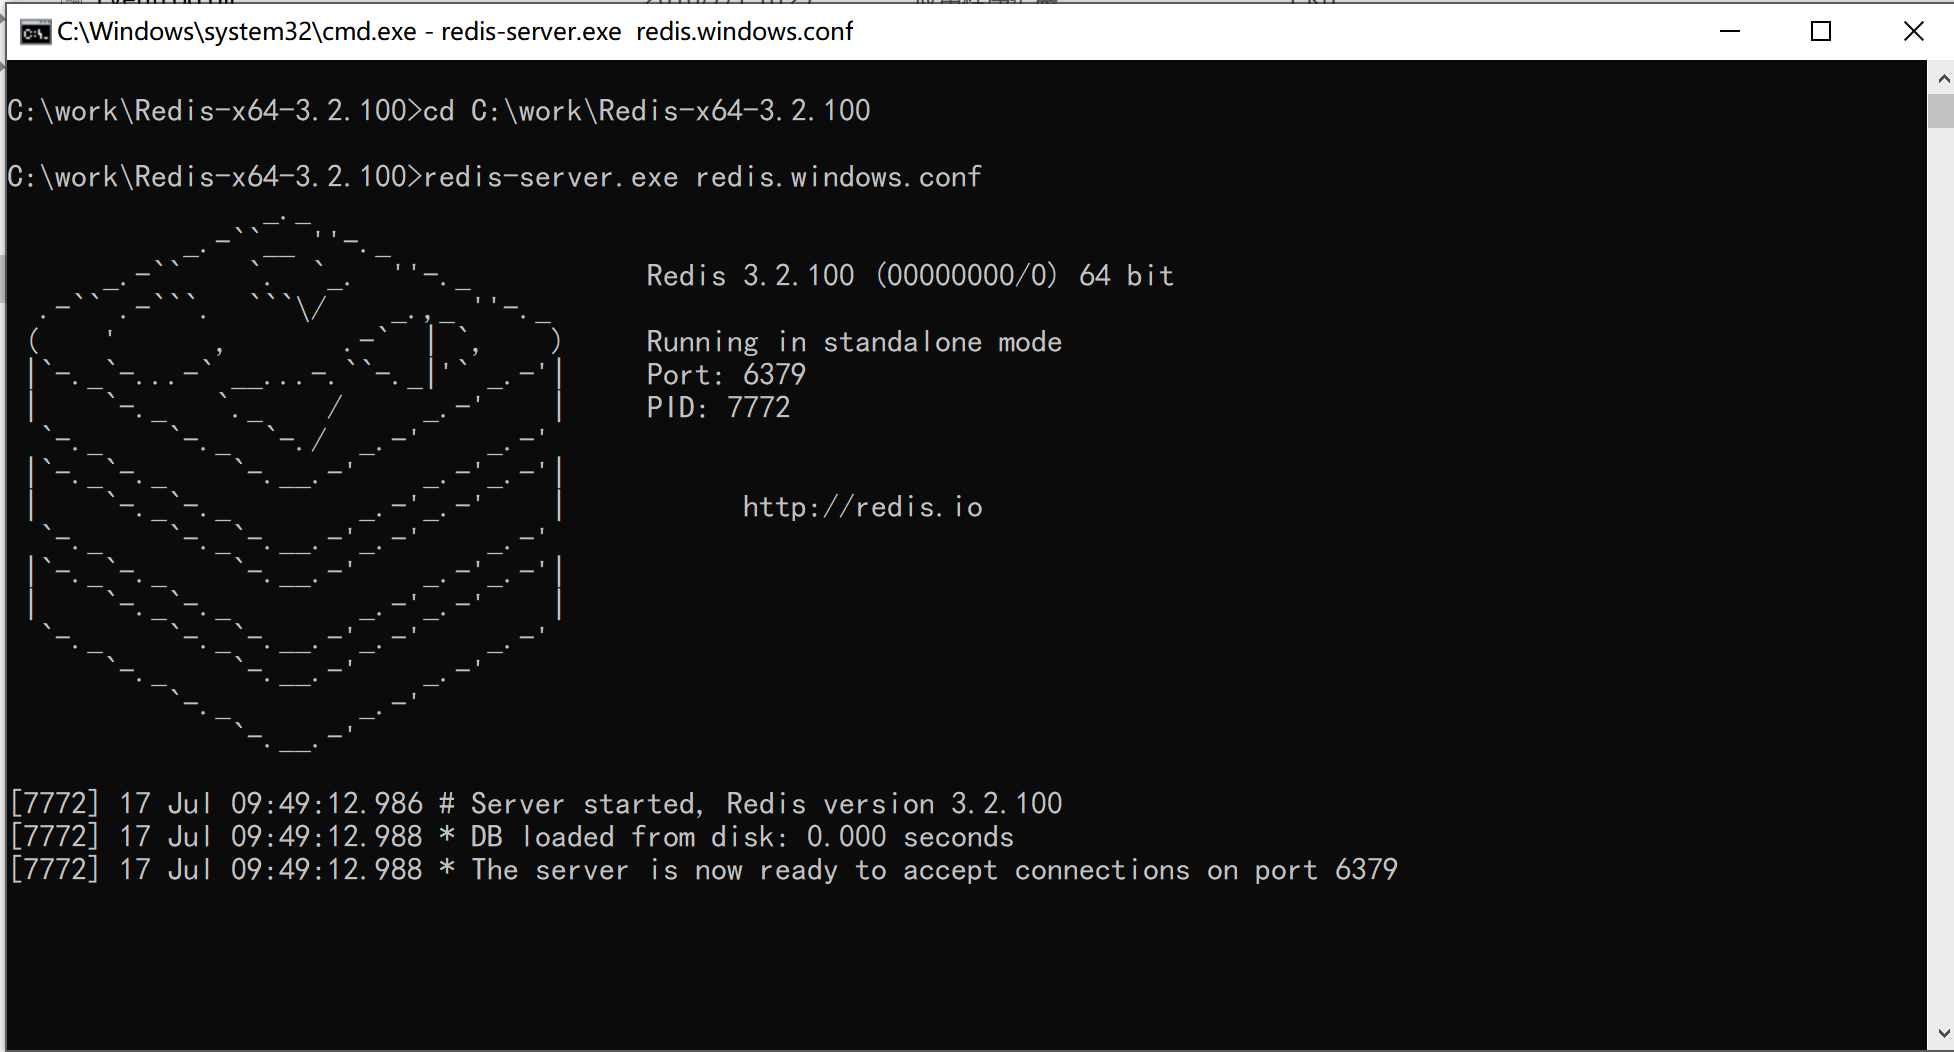 C:\Windows\system32\cmd.exe - redis-server.exe  redis.windows.conf
C:\work\Redis-x64-3.2.100>cd C:\work\Redis-x64-3.2.100
C:\work\Redis-x64-3.2.100>redis-server.exe redis.windows.conf
Redis 3.2.100 (00000000/0) 64 bit
Running in standalone mode
Port: 6379
PID: 7772
http://redis.io
[7772] 17 Jul 09:49:12.986 # Server started, Redis version 3.2.100
[7772] 17 Jul 09:49:12.988 * DB loaded from disk: 0.000 seconds
[7772] 17 Jul 09:49:12.988 * The server is now ready to accept connections on port 6379